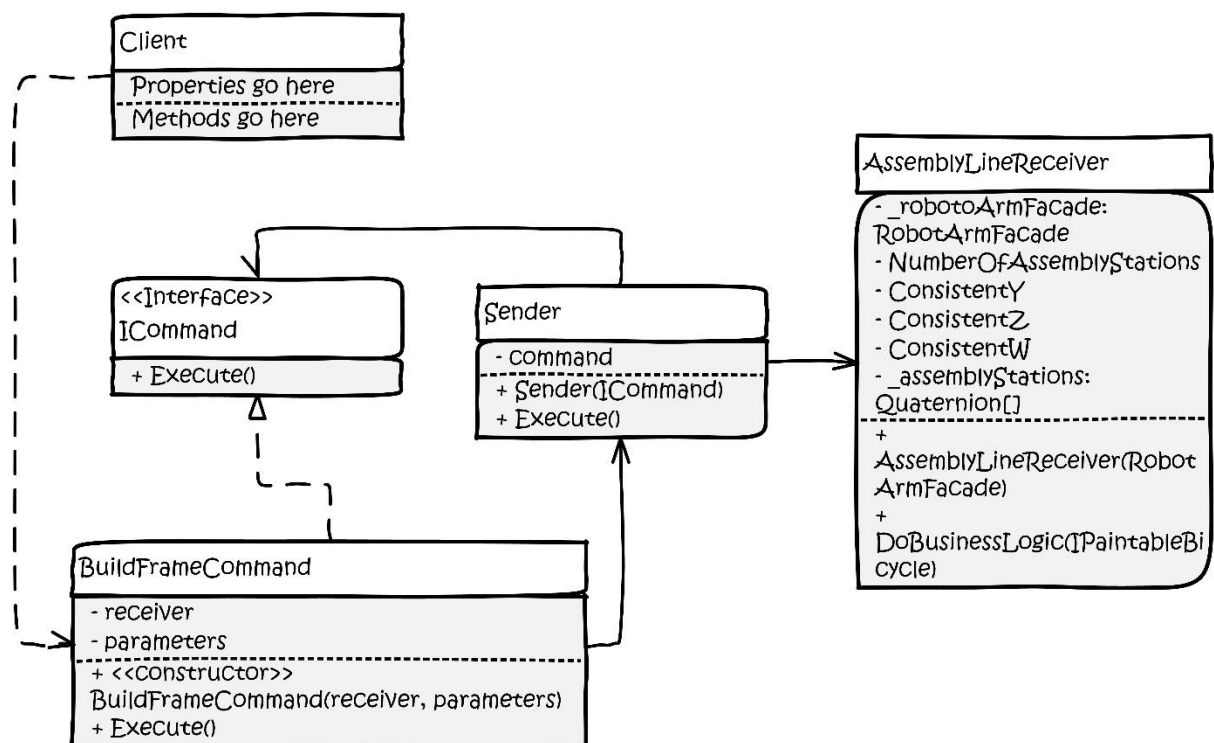 Client
Properties go here
Methods go here
AssemblyLineReceiver
- _robotoArmFacade:
RobotArmFacade
- NumberOfAssemblyStations
- ConsistentY
- ConsistentZ
- ConsistentW
- _assemblyStations:
Quaternion[]
+
AssemblyLineReceiver(Robot
ArmFacade)
+
DoBusinessLogic(IPaintableBi
cycle)
<<Interface>>
ICommand
+ Execute()
Sender
- command
+ Sender(ICommand)
+ Execute()
BuildFrameCommand
- receiver
- parameters
+ <<constructor>>
BuildFrameCommand(receiver, parameters)
+ Execute()